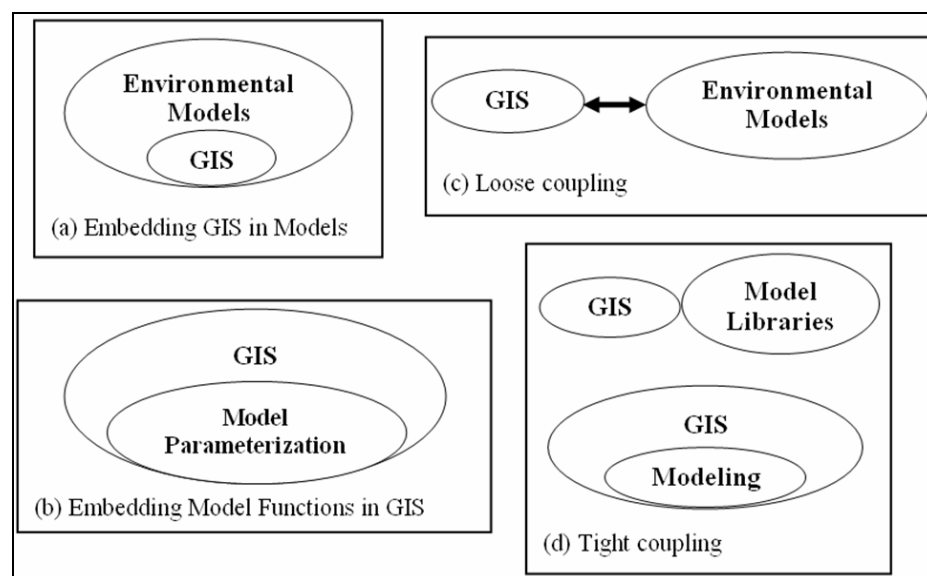 Environmental
Models
GIS
(a) Embedding GIS in Models
GIS
Model
Parameterization
(b) Embedding Model Functions in GIS
GIS
Environmental
Models
(c) Loose coupling
GIS
Model
Libraries
GIS
Modeling
(d) Tight coupling